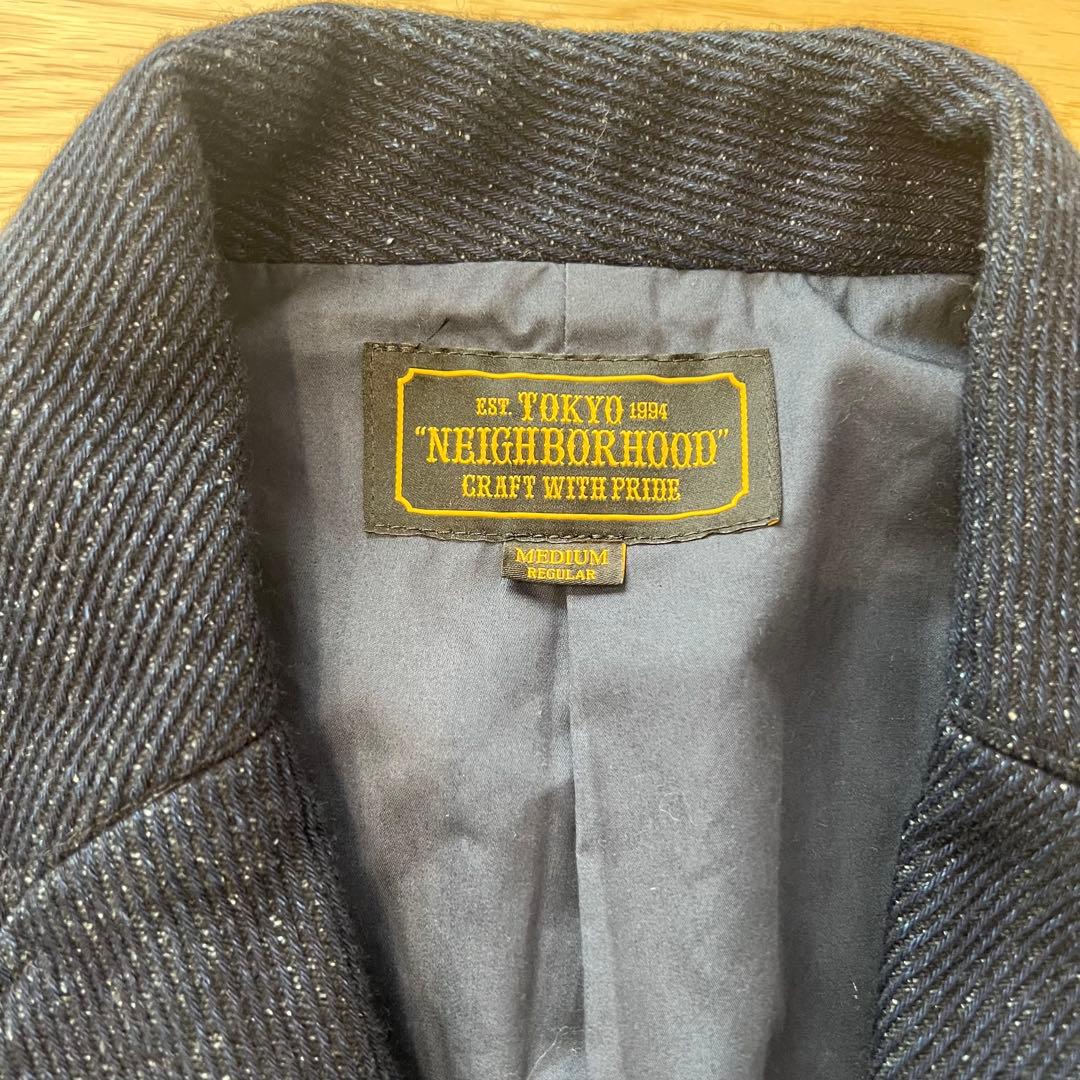 EST. TOKYO 1994
"NEIGHBORHOOD"
CRAFT WITH PRIDE
MEDIUM
REGULAR